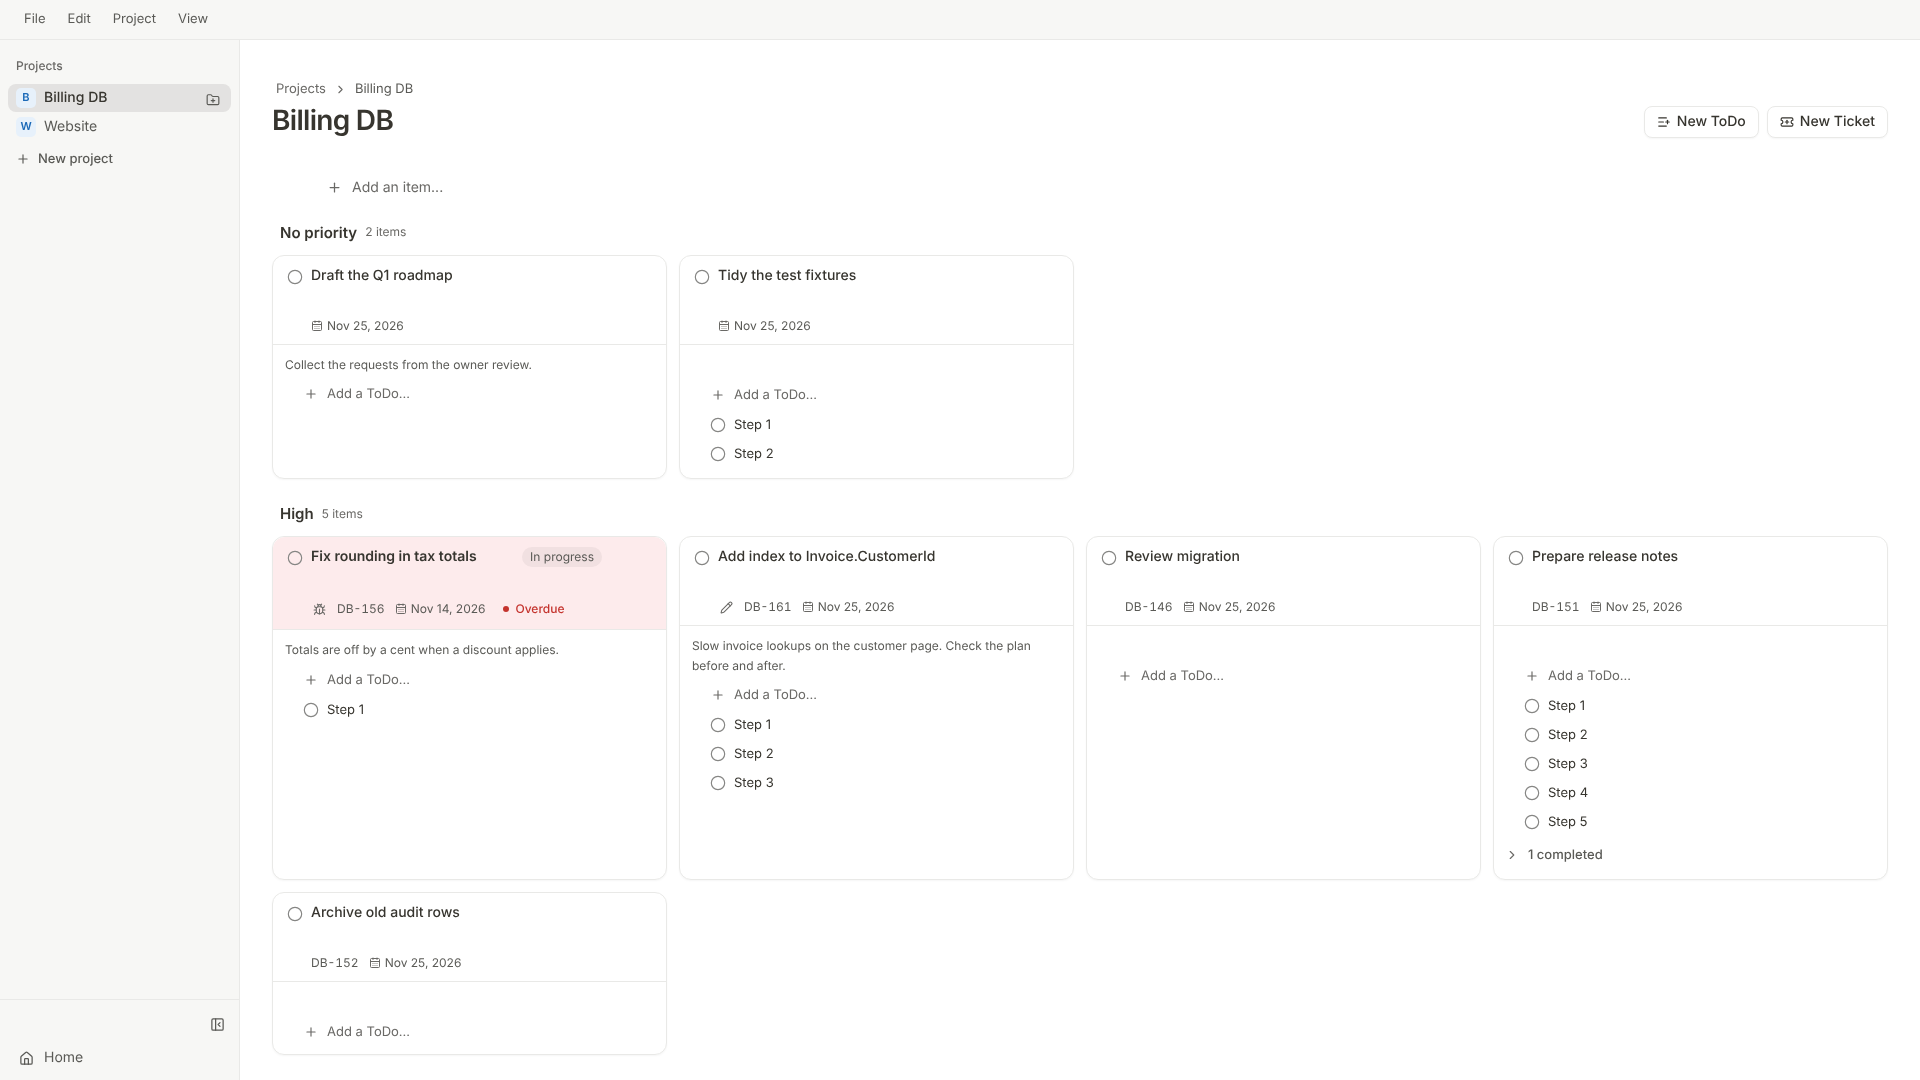 File Edit Project View
Projects
B Billing DB
W Website
New project
Home
Projects > Billing DB
Billing DB
New ToDo
New Ticket
Add an item...
No priority 2 items
Draft the Q1 roadmap
Nov 25, 2026
Collect the requests from the owner review.
Add a ToDo...
Tidy the test fixtures
Nov 25, 2026
Add a ToDo...
Step 1
Step 2
High 5 items
Fix rounding in tax totals In progress
DB-156 Nov 14, 2026 Overdue
Totals are off by a cent when a discount applies.
Add a ToDo...
Step 1
Add index to Invoice.CustomerId
DB-161 Nov 25, 2026
Slow invoice lookups on the customer page. Check the plan
before and after.
Add a ToDo...
Step 1
Step 2
Step 3
Review migration
DB-146 Nov 25, 2026
Add a ToDo...
Prepare release notes
DB-151 Nov 25, 2026
Add a ToDo...
Step 1
Step 2
Step 3
Step 4
Step 5
1 completed
Archive old audit rows
DB-152 Nov 25, 2026
Add a ToDo...